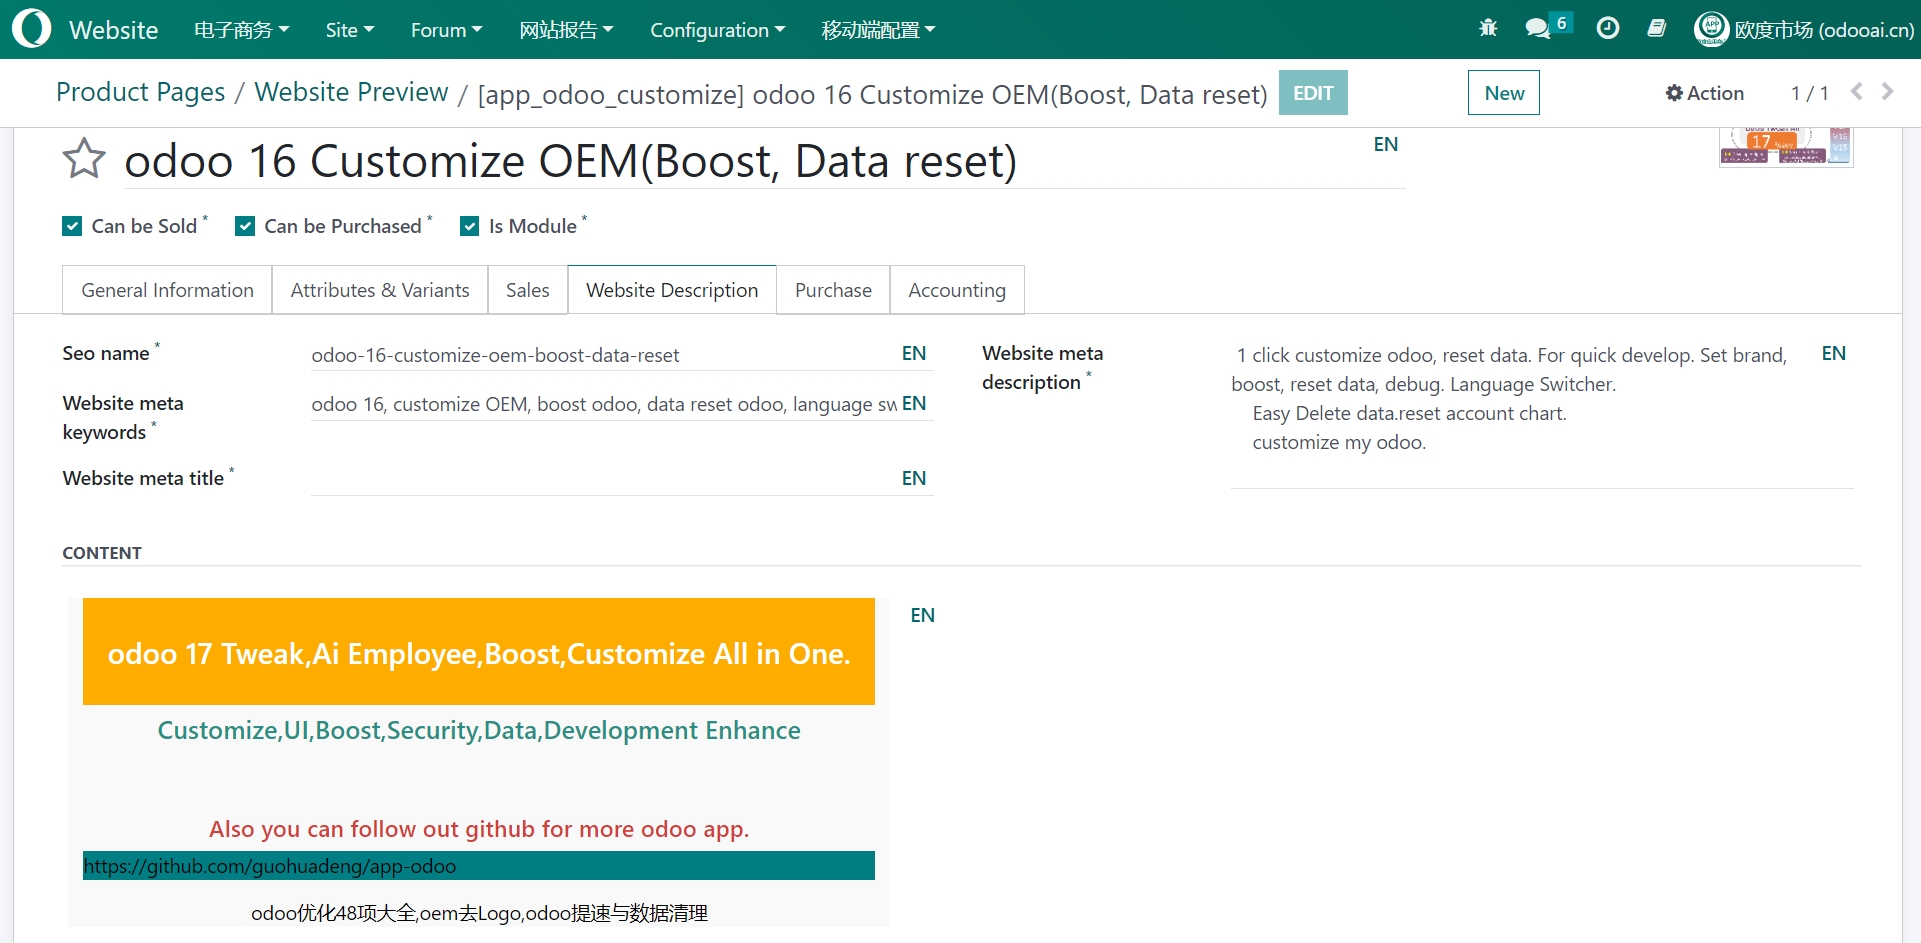 Website 电子商务 Site Forum 网站报告 Configuration 移动端配置 6 欧度市场 (odooai.cn)
Product Pages / Website Preview / [app_odoo_customize] odoo 16 Customize OEM(Boost, Data reset) EDIT New Action 1 / 1
odoo 16 Customize OEM(Boost, Data reset) EN
17
Can be Sold * Can be Purchased * Is Module *
General Information Attributes & Variants Sales Website Description Purchase Accounting
Seo name * odoo-16-customize-oem-boost-data-reset EN
Website meta keywords * odoo 16, customize OEM, boost odoo, data reset odoo, language sw EN
Website meta title * EN
Website meta description * 1 click customize odoo, reset data. For quick develop. Set brand, EN
boost, reset data, debug. Language Switcher.
Easy Delete data.reset account chart.
customize my odoo.
CONTENT
odoo 17 Tweak,Ai Employee,Boost,Customize All in One. EN
Customize,UI,Boost,Security,Data,Development Enhance
Also you can follow out github for more odoo app.
https://github.com/guohuadeng/app-odoo
odoo优化48项大全,oem去Logo,odoo提速与数据清理